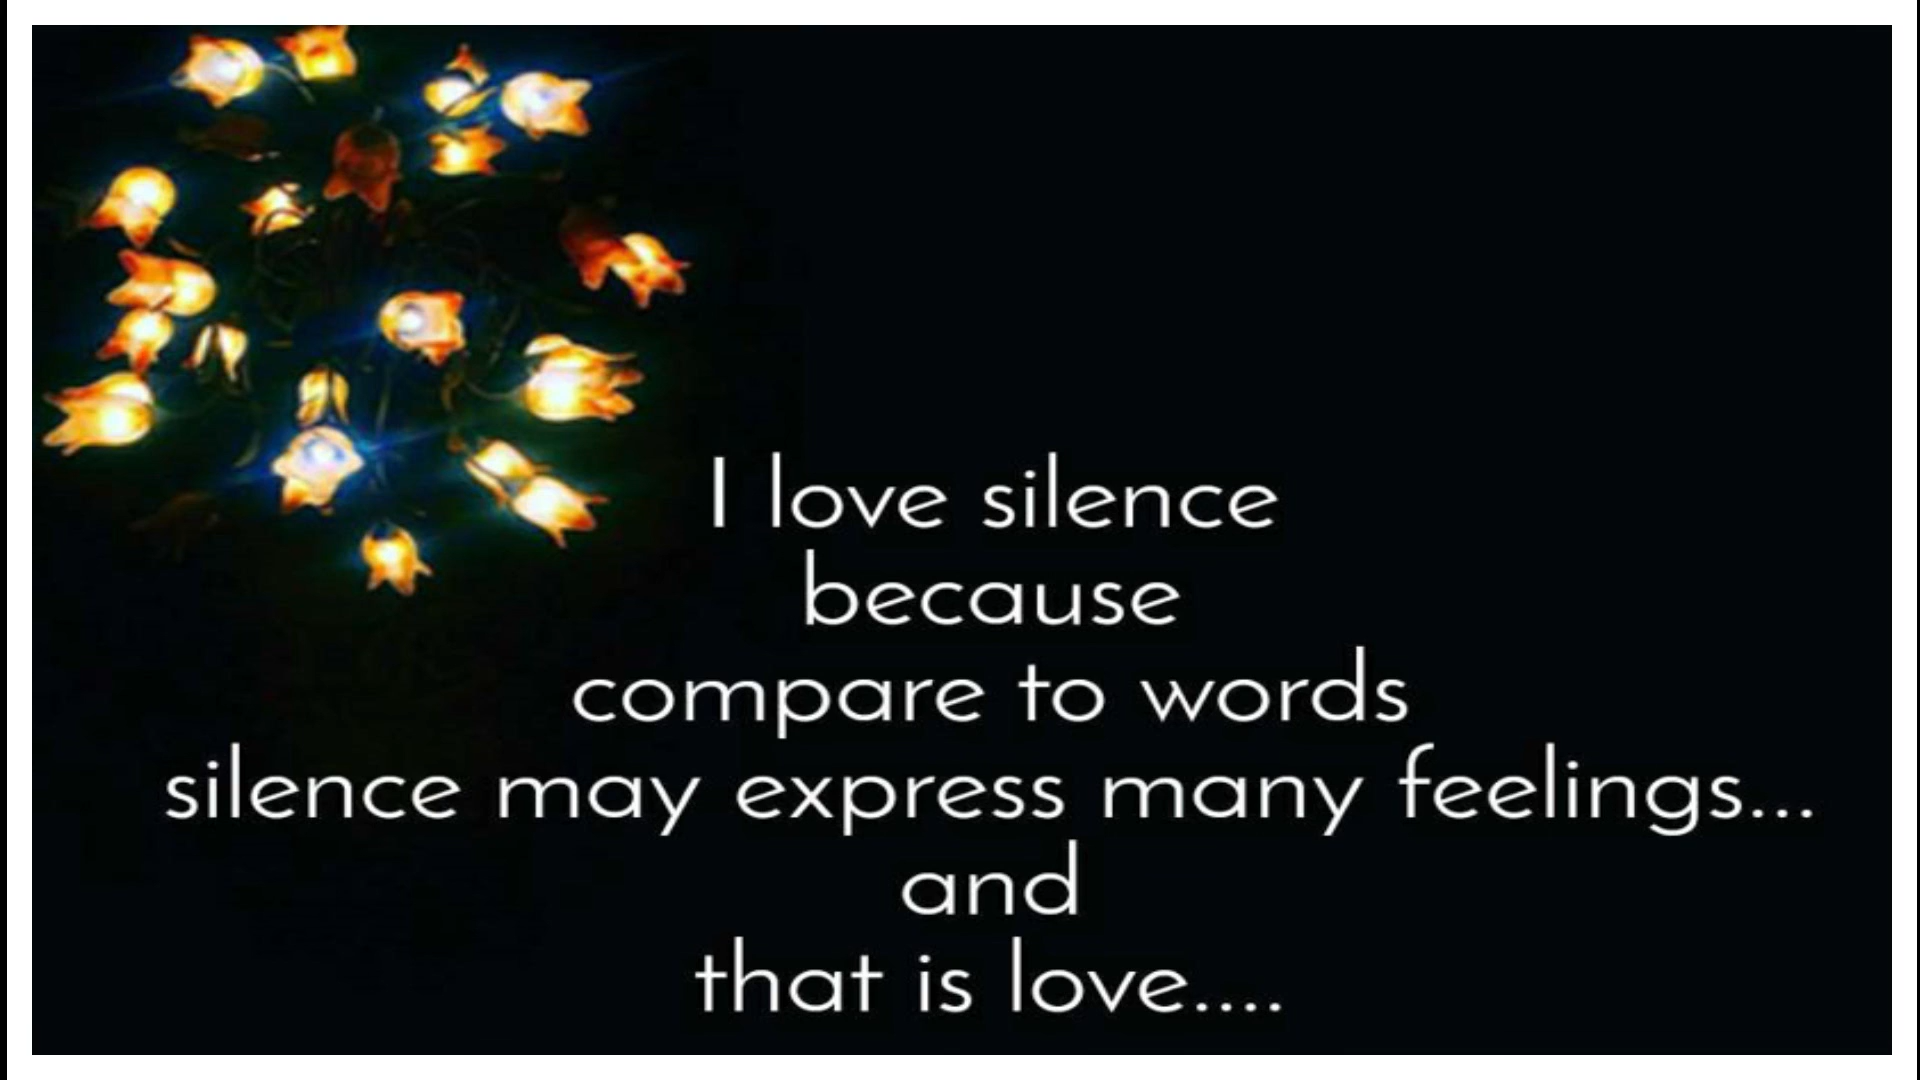 I love silence
because
compare to words
silence may express many feelings...
and
that is love....